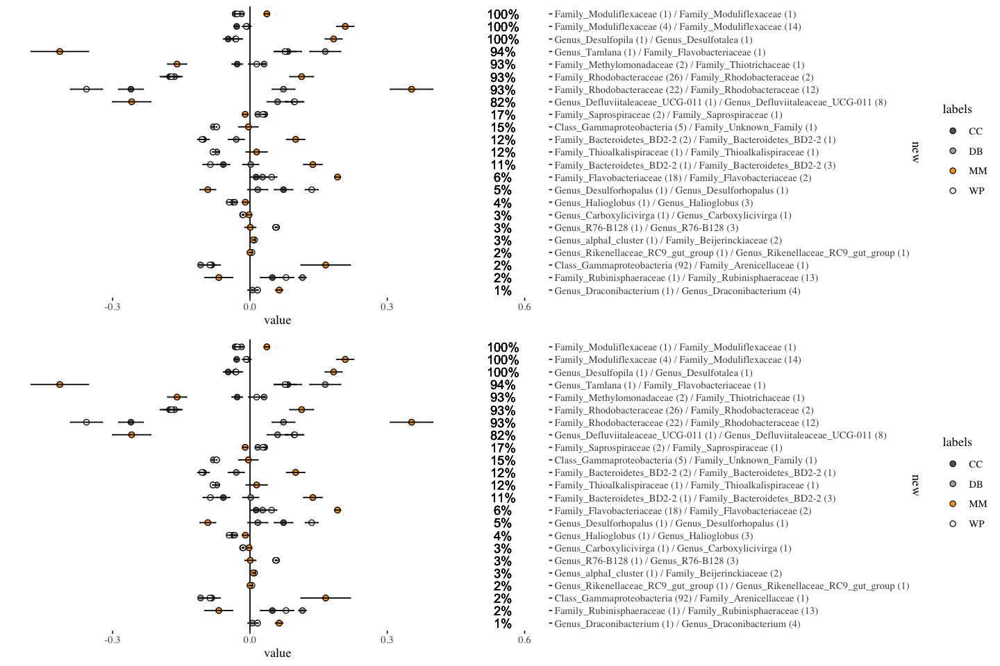 100% Family_Moduliflexaceae (1) / Family_Moduliflexaceae (1)
100% Family_Moduliflexaceae (4) / Family_Moduliflexaceae (14)
100% Genus_Desulfopila (1) / Genus_Desulfotalea (1)
94% Genus_Tamlana (1) / Family_Flavobacteriaceae (1)
93% Family_Methylomonadaceae (2) / Family_Thiotrichaceae (1)
93% Family_Rhodobacteraceae (26) / Family_Rhodobacteraceae (2)
93% Family_Rhodobacteraceae (22) / Family_Rhodobacteraceae (12)
82% Genus_Defluviitaleaceae_UCG-011 (1) / Genus_Defluviitaleaceae_UCG-011 (8)
17% Family_Saprospiraceae (2) / Family_Saprospiraceae (1)
15% Class_Gammaproteobacteria (5) / Family_Unknown_Family (1)
12% Family_Bacteroidetes_BD2-2 (2) / Family_Bacteroidetes_BD2-2 (1)
12% Family_Thioalkalispiraceae (1) / Family_Thioalkalispiraceae (1)
11% Family_Bacteroidetes_BD2-2 (1) / Family_Bacteroidetes_BD2-2 (3)
6% Family_Flavobacteriaceae (18) / Family_Flavobacteriaceae (2)
5% Genus_Desulforhopalus (1) / Genus_Desulforhopalus (1)
4% Genus_Halioglobus (1) / Genus_Halioglobus (3)
3% Genus_Carboxylicivirga (1) / Genus_Carboxylicivirga (1)
3% Genus_R76-B128 (1) / Genus_R76-B128 (3)
3% Genus_alphaI_cluster (1) / Family_Beijerinckiaceae (2)
2% Genus_Rikenellaceae_RC9_gut_group (1) / Genus_Rikenellaceae_RC9_gut_group (1)
2% Class_Gammaproteobacteria (92) / Family_Arenicellaceae (1)
2% Family_Rubinisphaeraceae (1) / Family_Rubinisphaeraceae (13)
1% Genus_Draconibacterium (1) / Genus_Draconibacterium (4)
-0.3 0.0 0.3 0.6
value
new
labels
CC
DB
MM
WP
100% Family_Moduliflexaceae (1) / Family_Moduliflexaceae (1)
100% Family_Moduliflexaceae (4) / Family_Moduliflexaceae (14)
100% Genus_Desulfopila (1) / Genus_Desulfotalea (1)
94% Genus_Tamlana (1) / Family_Flavobacteriaceae (1)
93% Family_Methylomonadaceae (2) / Family_Thiotrichaceae (1)
93% Family_Rhodobacteraceae (26) / Family_Rhodobacteraceae (2)
93% Family_Rhodobacteraceae (22) / Family_Rhodobacteraceae (12)
82% Genus_Defluviitaleaceae_UCG-011 (1) / Genus_Defluviitaleaceae_UCG-011 (8)
17% Family_Saprospiraceae (2) / Family_Saprospiraceae (1)
15% Class_Gammaproteobacteria (5) / Family_Unknown_Family (1)
12% Family_Bacteroidetes_BD2-2 (2) / Family_Bacteroidetes_BD2-2 (1)
12% Family_Thioalkalispiraceae (1) / Family_Thioalkalispiraceae (1)
11% Family_Bacteroidetes_BD2-2 (1) / Family_Bacteroidetes_BD2-2 (3)
6% Family_Flavobacteriaceae (18) / Family_Flavobacteriaceae (2)
5% Genus_Desulforhopalus (1) / Genus_Desulforhopalus (1)
4% Genus_Halioglobus (1) / Genus_Halioglobus (3)
3% Genus_Carboxylicivirga (1) / Genus_Carboxylicivirga (1)
3% Genus_R76-B128 (1) / Genus_R76-B128 (3)
3% Genus_alphaI_cluster (1) / Family_Beijerinckiaceae (2)
2% Genus_Rikenellaceae_RC9_gut_group (1) / Genus_Rikenellaceae_RC9_gut_group (1)
2% Class_Gammaproteobacteria (92) / Family_Arenicellaceae (1)
2% Family_Rubinisphaeraceae (1) / Family_Rubinisphaeraceae (13)
1% Genus_Draconibacterium (1) / Genus_Draconibacterium (4)
-0.3 0.0 0.3 0.6
value
new
labels
CC
DB
MM
WP